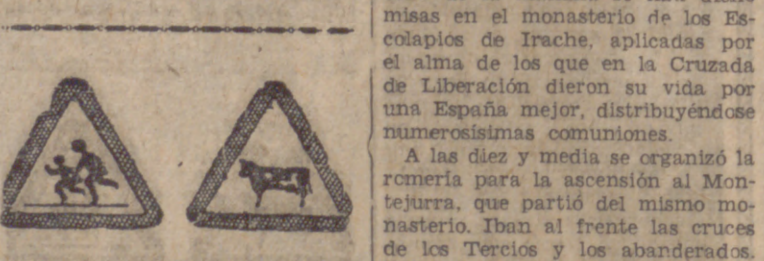 misas en el monasterio de los Es-
colapios de Irache, aplicadas por
el alma de los que en la Cruzada
de Liberación dieron su vida por
una España mejor, distribuyéndose
numerosísimas comuniones.
A las diez y media se organizó la
romería para la ascensión al Mon-
tejurra, que partió del mismo mo-
nasterio. Iban al frente las cruces
de los Tercios y los abanderados.